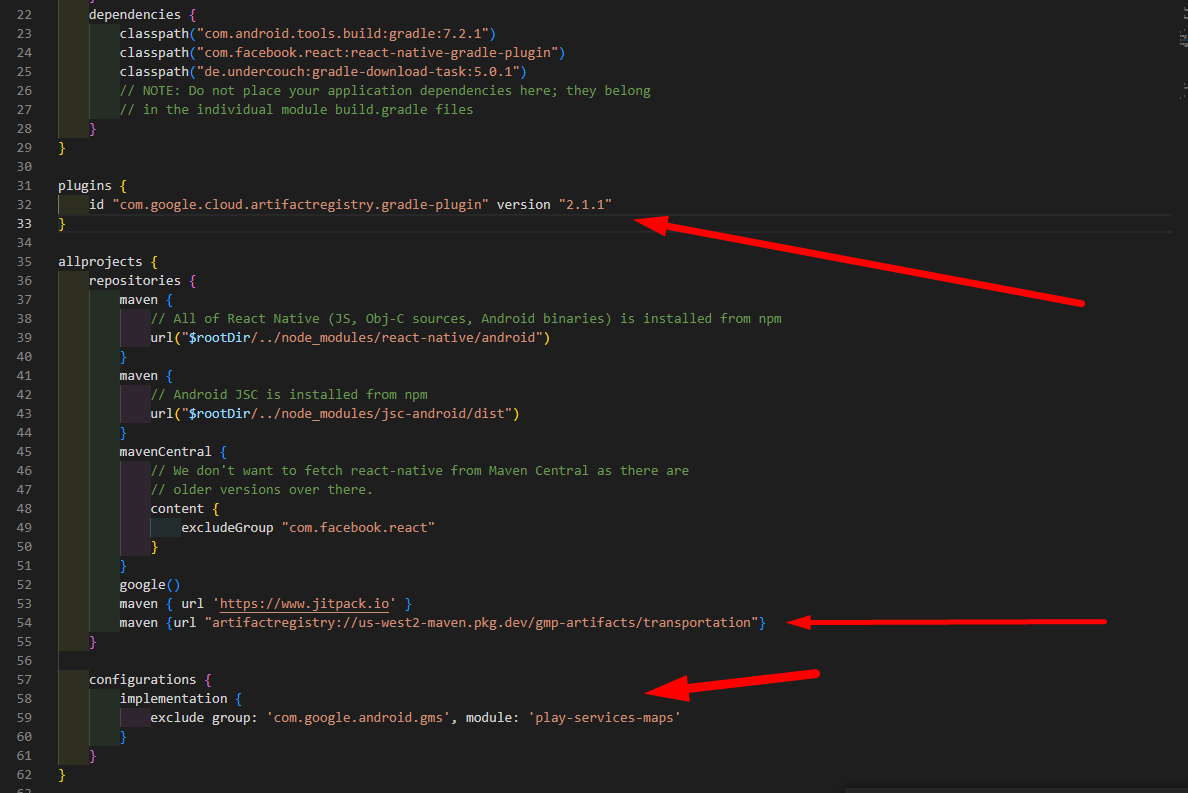 22 dependencies {
23 classpath("com.android.tools.build:gradle:7.2.1")
24 classpath("com.facebook.react:react-native-gradle-plugin")
25 classpath("de.undercouch:gradle-download-task:5.0.1")
26 // NOTE: Do not place your application dependencies here; they belong
27 // in the individual module build.gradle files
28 }
29 }
30
31 plugins {
32 id "com.google.cloud.artifactregistry.gradle-plugin" version "2.1.1"
33 }
34
35 allprojects {
36 repositories {
37 maven {
38 // All of React Native (JS, Obj-C sources, Android binaries) is installed from npm
39 url("$rootDir/../node_modules/react-native/android")
40 }
41 maven {
42 // Android JSC is installed from npm
43 url("$rootDir/../node_modules/jsc-android/dist")
44 }
45 mavenCentral {
46 // We don't want to fetch react-native from Maven Central as there are
47 // older versions over there.
48 content {
49 excludeGroup "com.facebook.react"
50 }
51 }
52 google()
53 maven { url 'https://www.jitpack.io' }
54 maven {url "artifactregistry://us-west2-maven.pkg.dev/gmp-artifacts/transportation"}
55 }
56
57 configurations {
58 implementation {
59 exclude group: 'com.google.android.gms', module: 'play-services-maps'
60 }
61 }
62 }